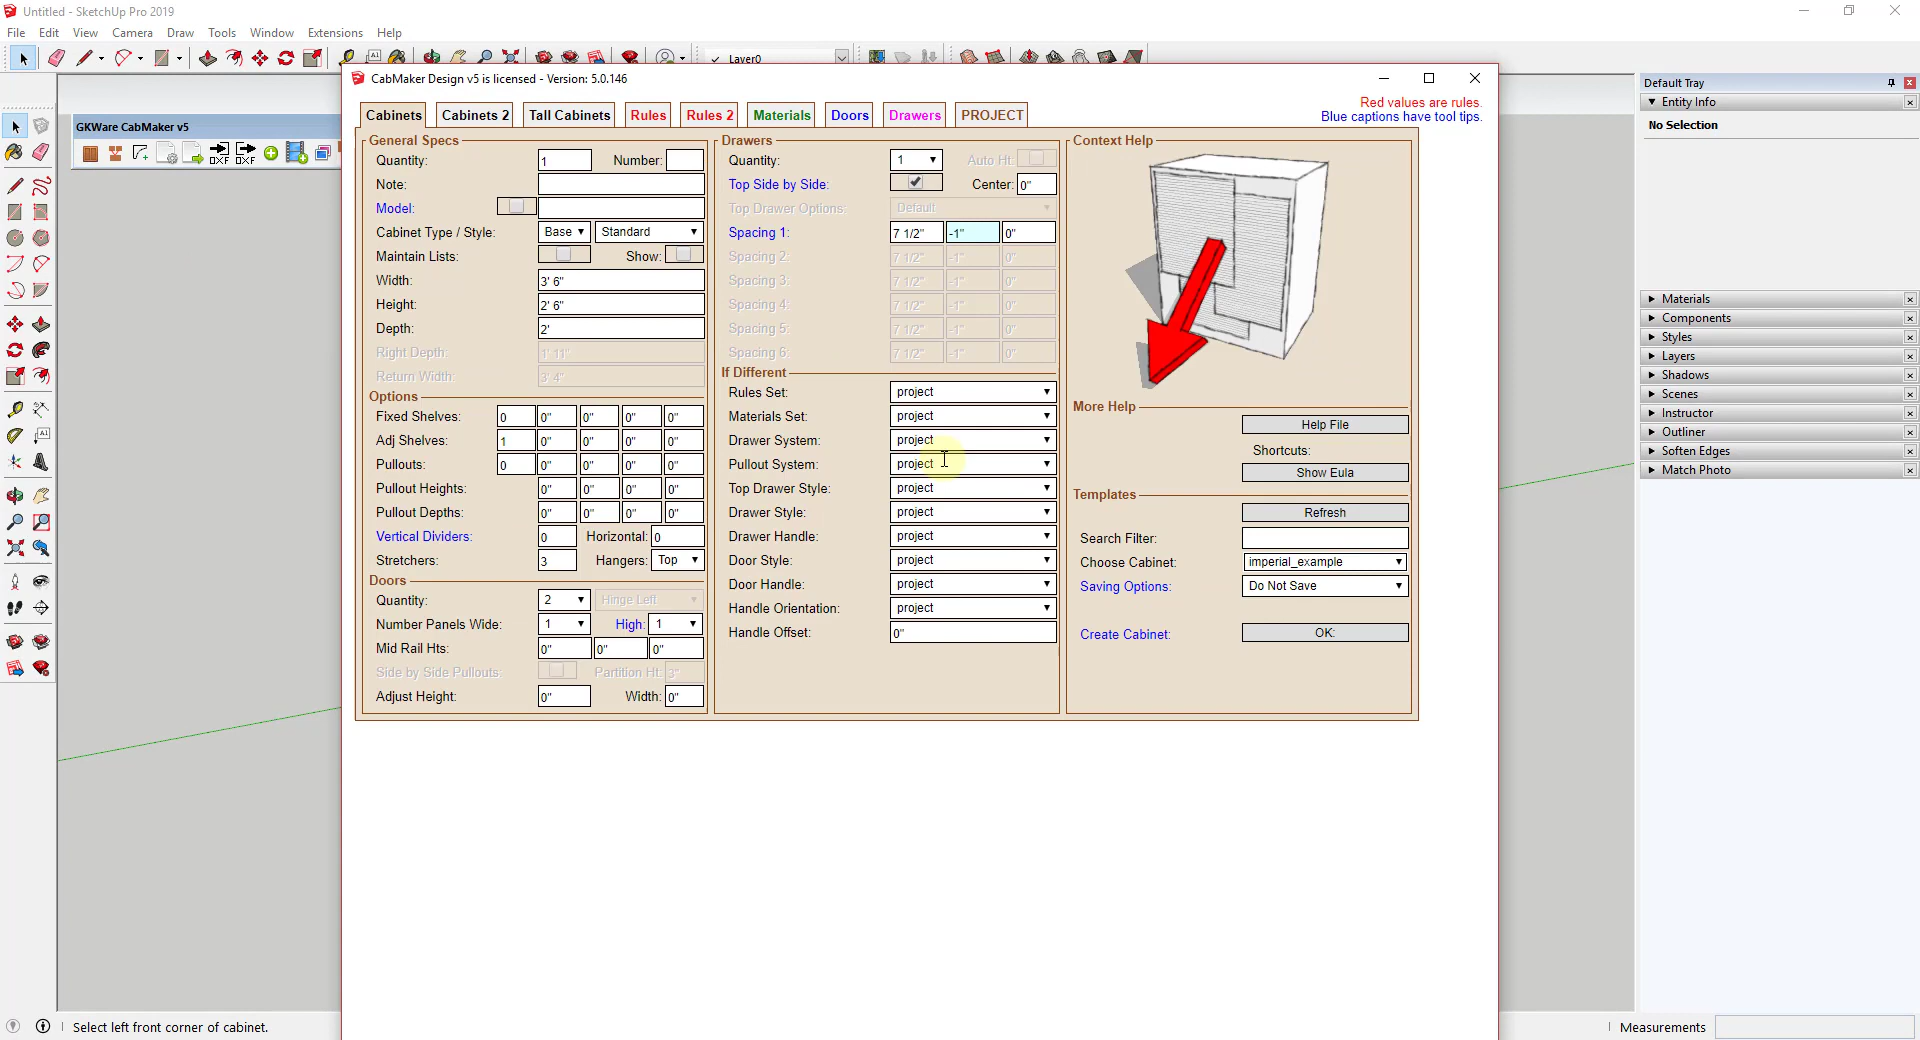 Untitled - SketchUp Pro 2019
File Edit View Camera Draw Tools Window Extensions Help
Layer0
GKWare CabMaker v5
CabMaker Design v5 is licensed - Version: 5.0.146
Red values are rules.
Blue captions have tool tips.
Cabinets Cabinets 2 Tall Cabinets Rules Rules 2 Materials Doors Drawers PROJECT
General Specs
Quantity: 1 Number:
Note:
Model:
Cabinet Type / Style: Base Standard
Maintain Lists: Show:
Width: 3' 6"
Height: 2' 6"
Depth: 2'
Right Depth: 1' 11"
Return Width: 3' 4"
Options
Fixed Shelves: 0 0" 0" 0" 0"
Adj Shelves: 1 0" 0" 0" 0"
Pullouts: 0 0" 0" 0" 0"
Pullout Heights: 0" 0" 0" 0"
Pullout Depths: 0" 0" 0" 0"
Vertical Dividers: 0 Horizontal: 0
Stretchers: 3 Hangers: Top
Doors
Quantity: 2 Hinge Left
Number Panels Wide: 1 High: 1
Mid Rail Hts: 0" 0" 0"
Side by Side Pullouts: Partition Ht: 3"
Adjust Height: 0" Width: 0"
Drawers
Quantity: 1 Auto Ht:
Top Side by Side: Center: 0"
Top Drawer Options: Default
Spacing 1: 7 1/2" -1" 0"
Spacing 2: 7 1/2" -1" 0"
Spacing 3: 7 1/2" -1" 0"
Spacing 4: 7 1/2" -1" 0"
Spacing 5: 7 1/2" -1" 0"
Spacing 6: 7 1/2" -1" 0"
If Different
Rules Set: project
Materials Set: project
Drawer System: project
Pullout System: project
Top Drawer Style: project
Drawer Style: project
Drawer Handle: project
Door Style: project
Door Handle: project
Handle Orientation: project
Handle Offset: 0"
Context Help
More Help
Help File
Shortcuts:
Show Eula
Templates
Refresh
Search Filter:
Choose Cabinet: imperial_example
Saving Options: Do Not Save
Create Cabinet: OK:
Default Tray
Entity Info
No Selection
Materials
Components
Styles
Layers
Shadows
Scenes
Instructor
Outliner
Soften Edges
Match Photo
Select left front corner of cabinet.
Measurements